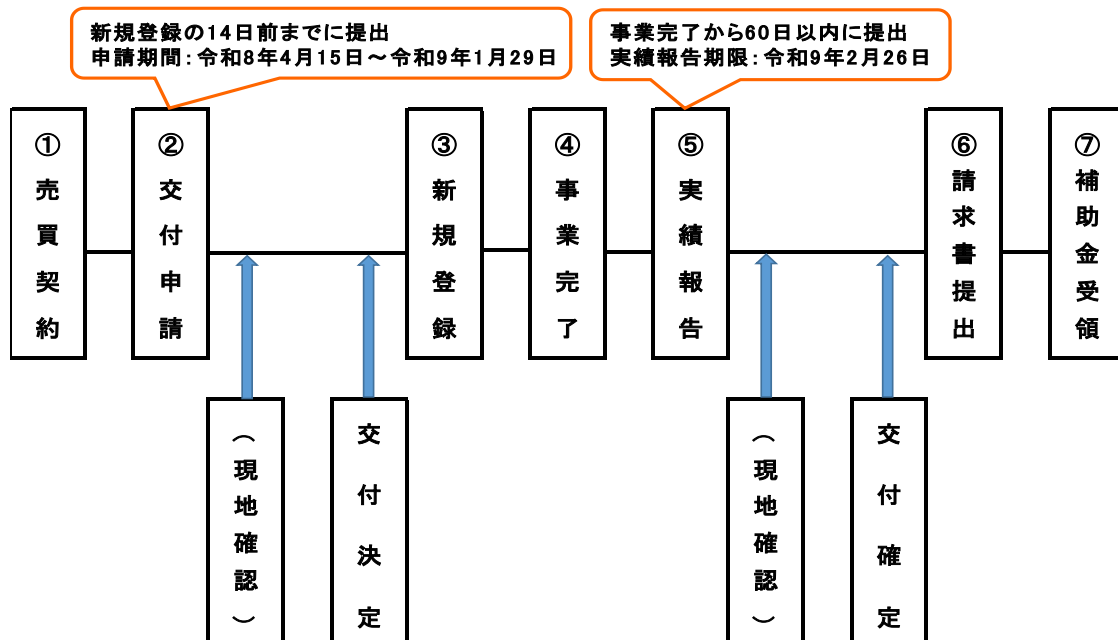 新規登録の14日前までに提出
申請期間：令和8年4月15日～令和9年1月29日
事業完了から60日以内に提出
実績報告期限：令和9年2月26日
①売買契約
②交付申請
③新規登録
④事業完了
⑤実績報告
⑥請求書提出
⑦補助金受領
（現地確認）
交付決定
（現地確認）
交付確定